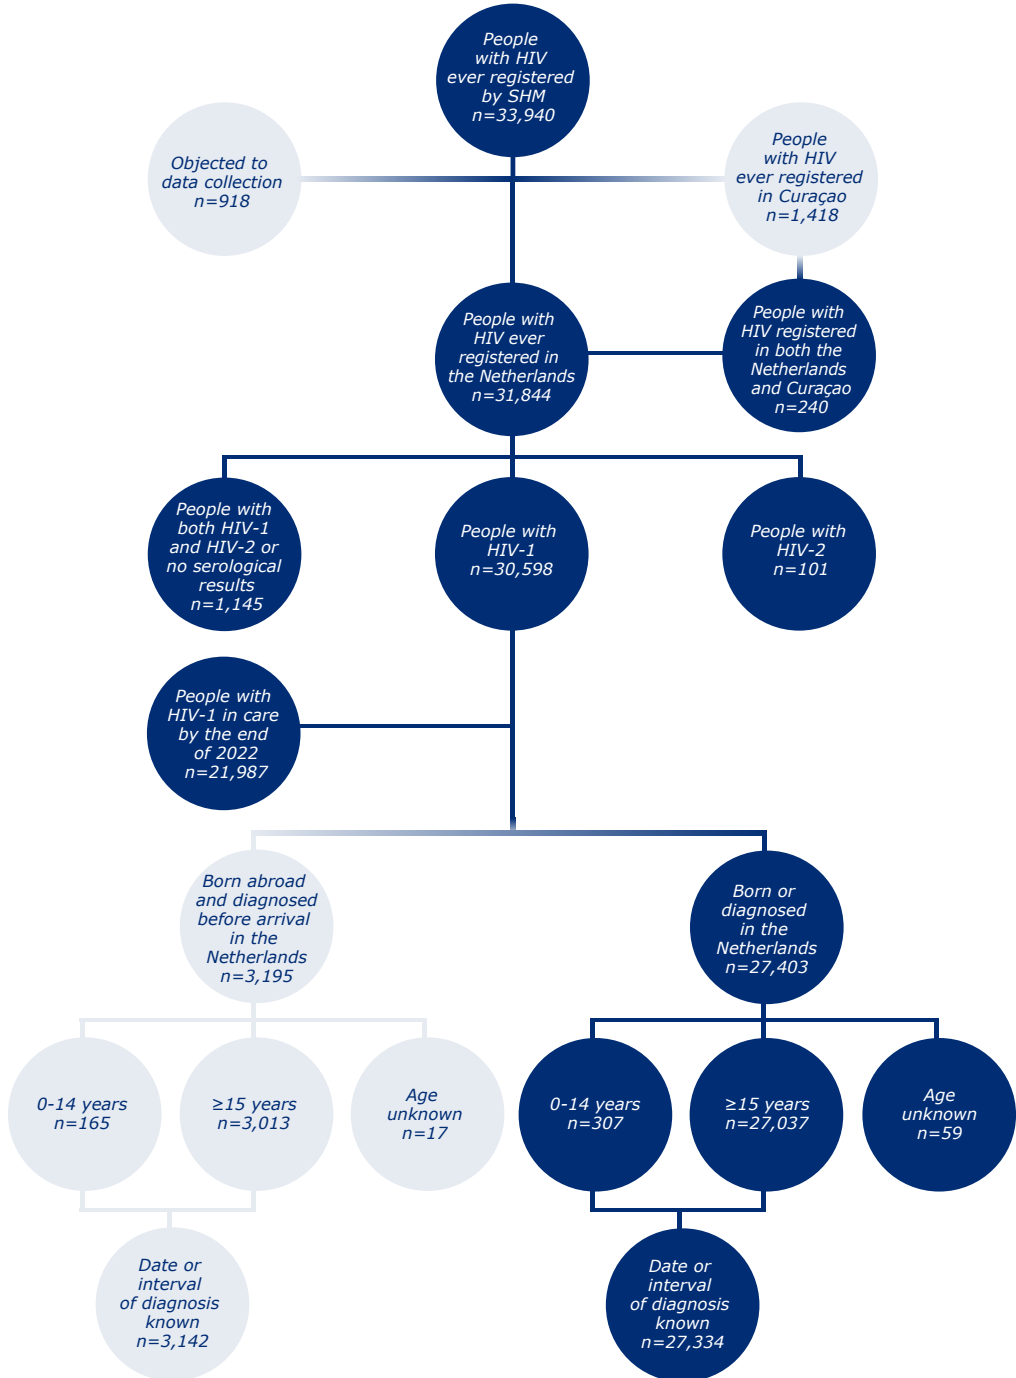 People
with HIV
ever registered
by SHM
n=33,940
Objected to
data collection
n=918
People
with HIV
ever registered
in Curaçao
n=1,418
People with
HIV ever
registered in
the Netherlands
n=31,844
People with
HIV registered
in both the
Netherlands
and Curaçao
n=240
People with
both HIV-1
and HIV-2 or
no serological
results
n=1,145
People with
HIV-1
n=30,598
People with
HIV-2
n=101
People with
HIV-1 in care
by the end
of 2022
n=21,987
Born abroad
and diagnosed
before arrival
in the
Netherlands
n=3,195
Born or
diagnosed
in the
Netherlands
n=27,403
0-14 years
n=165
≥15 years
n=3,013
Age
unknown
n=17
0-14 years
n=307
≥15 years
n=27,037
Age
unknown
n=59
Date or
interval
of diagnosis
known
n=3,142
Date or
interval
of diagnosis
known
n=27,334